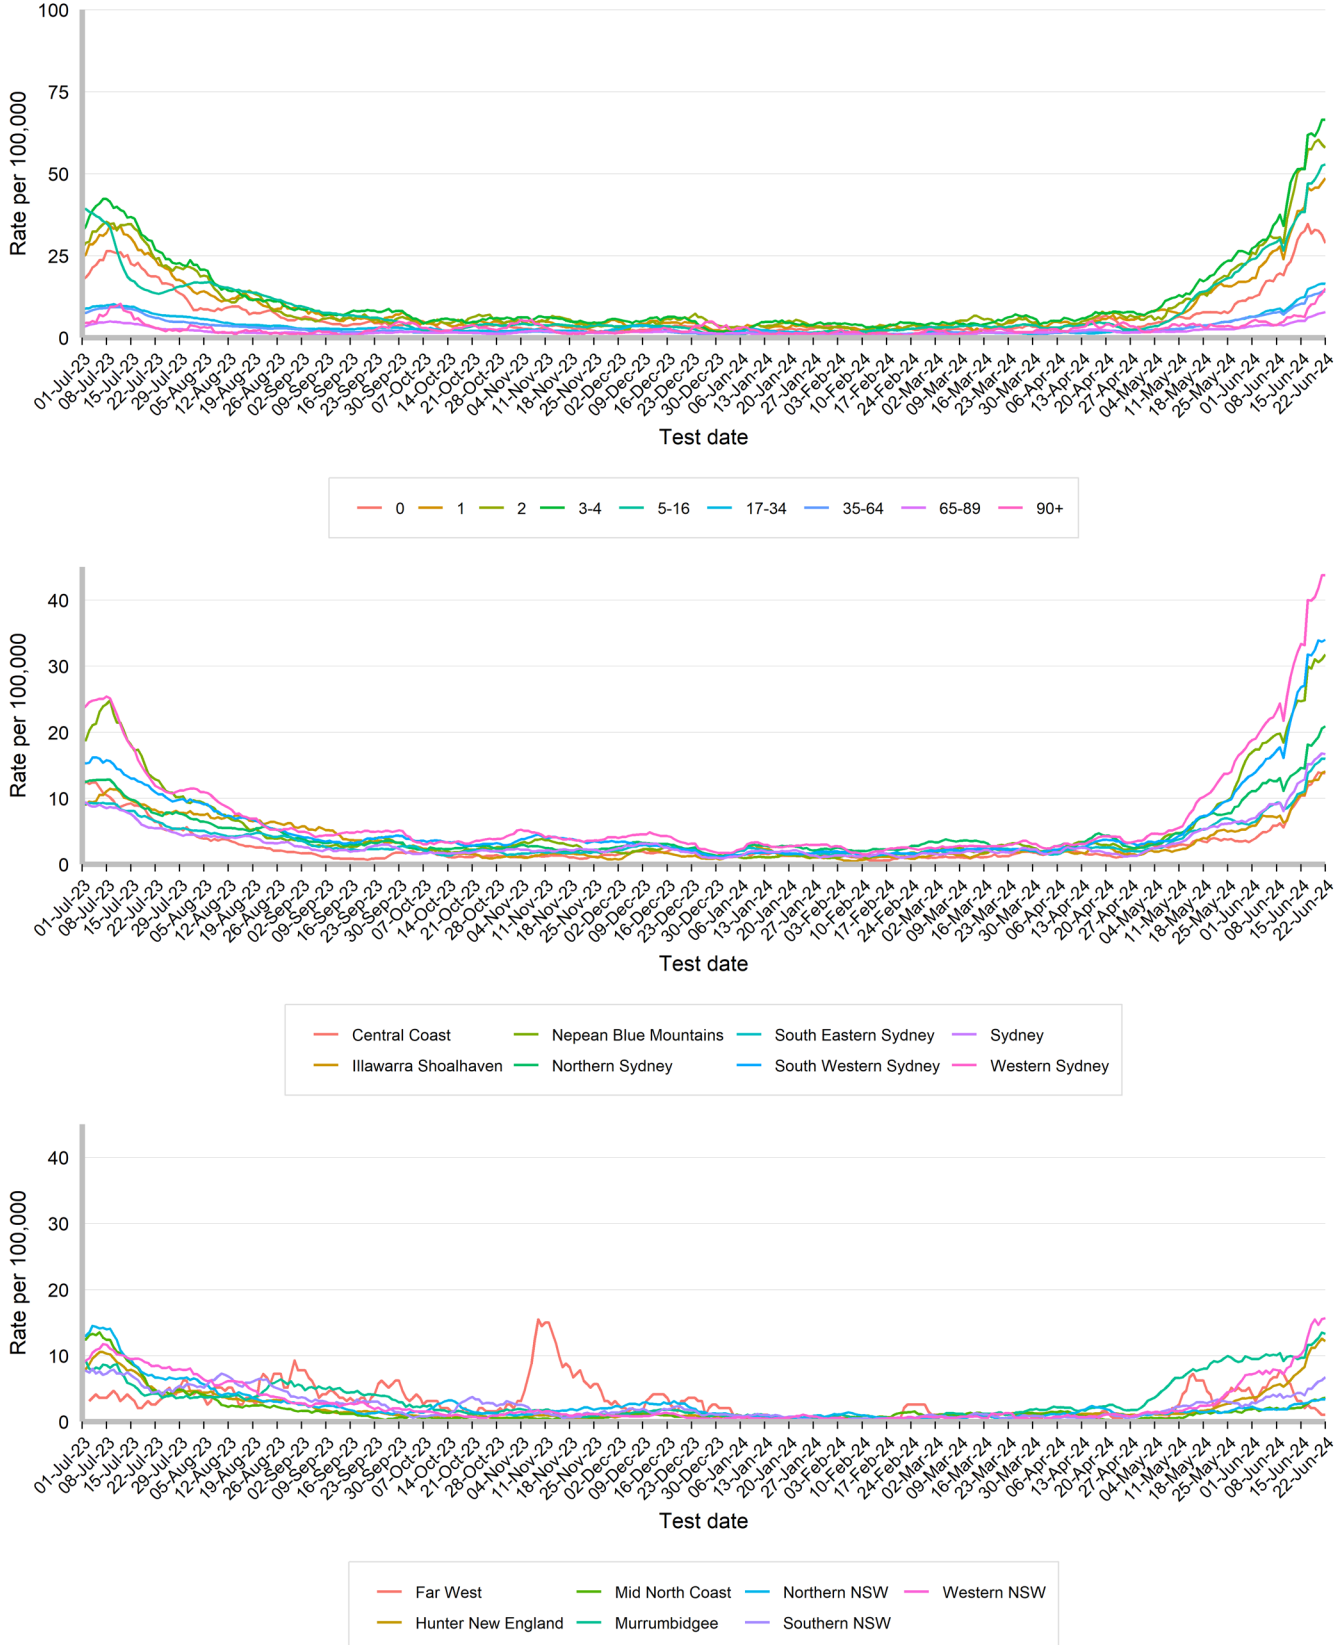 100
75
50
25
0
Rate per 100,000
01-Jul-23 08-Jul-23 15-Jul-23 22-Jul-23 29-Jul-23 05-Aug-23 12-Aug-23 19-Aug-23 26-Aug-23 02-Sep-23 09-Sep-23 16-Sep-23 23-Sep-23 30-Sep-23 07-Oct-23 14-Oct-23 21-Oct-23 28-Oct-23 04-Nov-23 11-Nov-23 18-Nov-23 25-Nov-23 02-Dec-23 09-Dec-23 16-Dec-23 23-Dec-23 30-Dec-23 06-Jan-24 13-Jan-24 20-Jan-24 27-Jan-24 03-Feb-24 10-Feb-24 17-Feb-24 24-Feb-24 02-Mar-24 09-Mar-24 16-Mar-24 23-Mar-24 30-Mar-24 06-Apr-24 13-Apr-24 20-Apr-24 27-Apr-24 04-May-24 11-May-24 18-May-24 25-May-24 01-Jun-24 08-Jun-24 15-Jun-24 22-Jun-24
Test date
0 1 2 3-4 5-16 17-34 35-64 65-89 90+
40
30
20
10
0
Rate per 100,000
01-Jul-23 08-Jul-23 15-Jul-23 22-Jul-23 29-Jul-23 05-Aug-23 12-Aug-23 19-Aug-23 26-Aug-23 02-Sep-23 09-Sep-23 16-Sep-23 23-Sep-23 30-Sep-23 07-Oct-23 14-Oct-23 21-Oct-23 28-Oct-23 04-Nov-23 11-Nov-23 18-Nov-23 25-Nov-23 02-Dec-23 09-Dec-23 16-Dec-23 23-Dec-23 30-Dec-23 06-Jan-24 13-Jan-24 20-Jan-24 27-Jan-24 03-Feb-24 10-Feb-24 17-Feb-24 24-Feb-24 02-Mar-24 09-Mar-24 16-Mar-24 23-Mar-24 30-Mar-24 06-Apr-24 13-Apr-24 20-Apr-24 27-Apr-24 04-May-24 11-May-24 18-May-24 25-May-24 01-Jun-24 08-Jun-24 15-Jun-24 22-Jun-24
Test date
Central Coast Nepean Blue Mountains South Eastern Sydney Sydney
Illawarra Shoalhaven Northern Sydney South Western Sydney Western Sydney
40
30
20
10
0
Rate per 100,000
01-Jul-23 08-Jul-23 15-Jul-23 22-Jul-23 29-Jul-23 05-Aug-23 12-Aug-23 19-Aug-23 26-Aug-23 02-Sep-23 09-Sep-23 16-Sep-23 23-Sep-23 30-Sep-23 07-Oct-23 14-Oct-23 21-Oct-23 28-Oct-23 04-Nov-23 11-Nov-23 18-Nov-23 25-Nov-23 02-Dec-23 09-Dec-23 16-Dec-23 23-Dec-23 30-Dec-23 06-Jan-24 13-Jan-24 20-Jan-24 27-Jan-24 03-Feb-24 10-Feb-24 17-Feb-24 24-Feb-24 02-Mar-24 09-Mar-24 16-Mar-24 23-Mar-24 30-Mar-24 06-Apr-24 13-Apr-24 20-Apr-24 27-Apr-24 04-May-24 11-May-24 18-May-24 25-May-24 01-Jun-24 08-Jun-24 15-Jun-24 22-Jun-24
Test date
Far West Mid North Coast Northern NSW Western NSW
Hunter New England Murrumbidgee Southern NSW